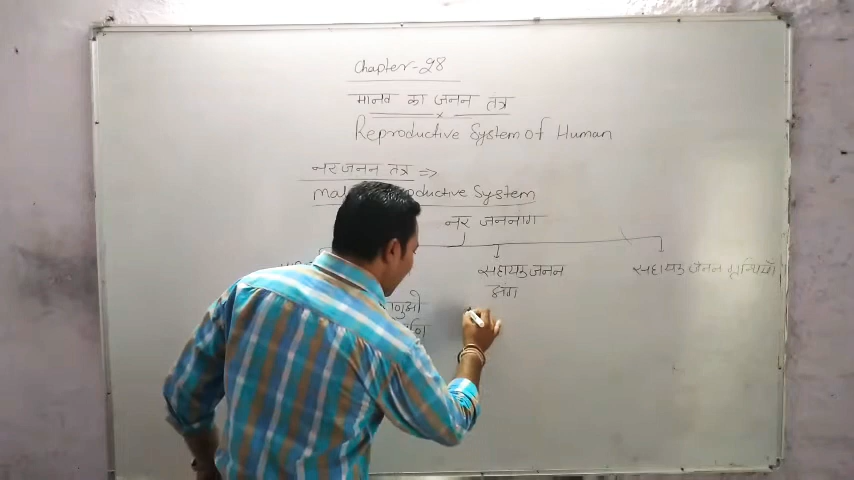 Chapter-28
मानव का जनन तंत्र
Reproductive System of Human
नर जनन तंत्र =>
Male Reproductive System
नर जननाग
सहायक जनन
अंग
सहायक जनन ग्रन्थियाँ